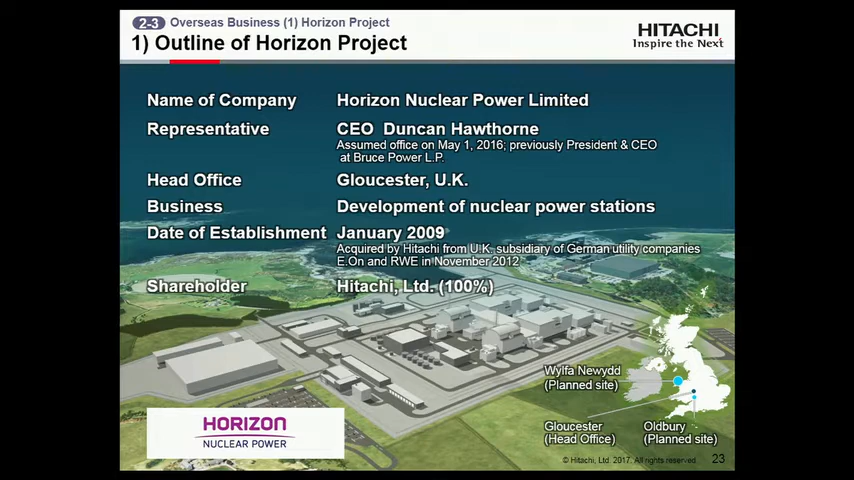 2-3 Overseas Business (1) Horizon Project
1) Outline of Horizon Project
HITACHI
Inspire the Next
Name of Company Horizon Nuclear Power Limited
Representative CEO Duncan Hawthorne
Assumed office on May 1, 2016; previously President & CEO
at Bruce Power L.P.
Head Office Gloucester, U.K.
Business Development of nuclear power stations
Date of Establishment January 2009
Acquired by Hitachi from U.K. subsidiary of German utility companies
E.On and RWE in November 2012
Shareholder Hitachi, Ltd. (100%)
Wylfa Newydd
(Planned site)
Gloucester
(Head Office)
Oldbury
(Planned site)
HORIZON
NUCLEAR POWER
© Hitachi, Ltd. 2017. All rights reserved. 23